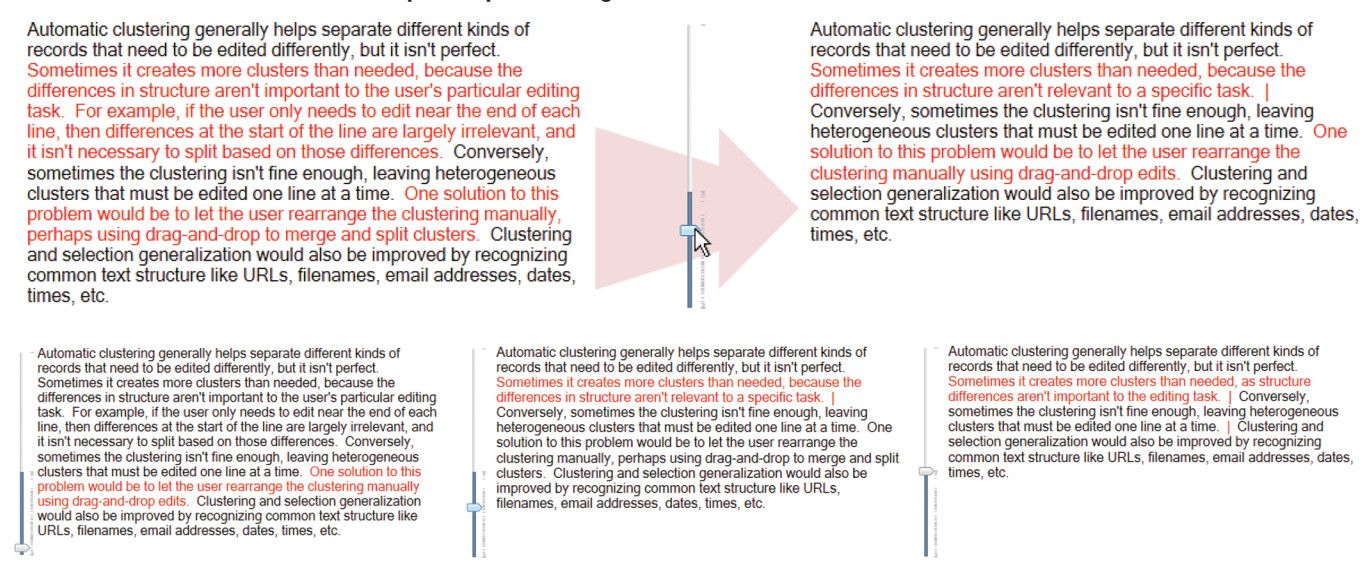 Automatic clustering generally helps separate different kinds of
records that need to be edited differently, but it isn't perfect.
Sometimes it creates more clusters than needed, because the
differences in structure aren't important to the user's particular editing
task.  For example, if the user only needs to edit near the end of each
line, then differences at the start of the line are largely irrelevant, and
it isn't necessary to split based on those differences.  Conversely,
sometimes the clustering isn't fine enough, leaving heterogeneous
clusters that must be edited one line at a time.  One solution to this
problem would be to let the user rearrange the clustering manually,
perhaps using drag-and-drop to merge and split clusters.  Clustering
and selection generalization would also be improved by recognizing
common text structure like URLs, filenames, email addresses, dates,
times, etc.
Automatic clustering generally helps separate different kinds of
records that need to be edited differently, but it isn't perfect.
Sometimes it creates more clusters than needed, because the
differences in structure aren't relevant to a specific task.  |
Conversely, sometimes the clustering isn't fine enough, leaving
heterogeneous clusters that must be edited one line at a time.  One
solution to this problem would be to let the user rearrange the
clustering manually using drag-and-drop edits.  Clustering and
selection generalization would also be improved by recognizing
common text structure like URLs, filenames, email addresses, dates,
times, etc.
Automatic clustering generally helps separate different kinds of
records that need to be edited differently, but it isn't perfect.
Sometimes it creates more clusters than needed, because the
differences in structure aren't important to the user's particular editing
task.  For example, if the user only needs to edit near the end of each
line, then differences at the start of the line are largely irrelevant, and
it isn't necessary to split based on those differences.  Conversely,
sometimes the clustering isn't fine enough, leaving heterogeneous
clusters that must be edited one line at a time.  One solution to this
problem would be to let the user rearrange the clustering manually
using drag-and-drop edits.  Clustering and selection generalization
would also be improved by recognizing common text structure like
URLs, filenames, email addresses, dates, times, etc.
Automatic clustering generally helps separate different kinds of
records that need to be edited differently, but it isn't perfect.
Sometimes it creates more clusters than needed, because the
differences in structure aren't relevant to a specific task.  |
Conversely, sometimes the clustering isn't fine enough, leaving
heterogeneous clusters that must be edited one line at a time.  One
solution to this problem would be to let the user rearrange the
clustering manually, perhaps using drag-and-drop to merge and split
clusters.  Clustering and selection generalization would also be
improved by recognizing common text structure like URLs,
filenames, email addresses, dates, times, etc.
Automatic clustering generally helps separate different kinds of
records that need to be edited differently, but it isn't perfect.
Sometimes it creates more clusters than needed, as structure
differences aren't important to the editing task.  |  Conversely,
sometimes the clustering isn't fine enough, leaving heterogeneous
clusters that must be edited one line at a time.  |  Clustering and
selection generalization would also be improved by recognizing
common text structure like URLs, filenames, email addresses, dates,
times, etc.